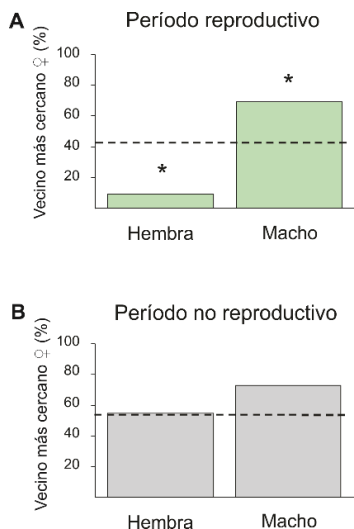 A
Período reproductivo
Vecino más cercano ♀ (%)
100
80
60
40
20
*
*
Hembra
Macho
B
Período no reproductivo
Vecino más cercano ♀ (%)
100
80
60
40
20
Hembra
Macho